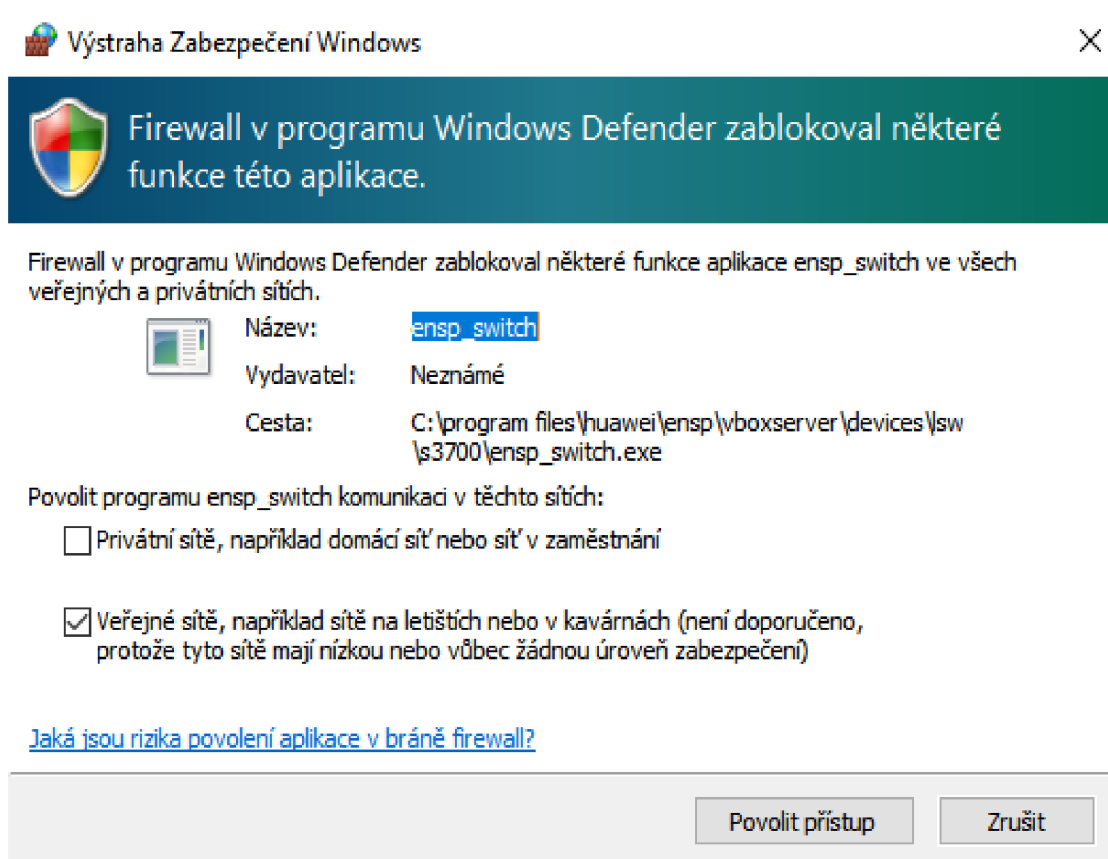 Výstraha Zabezpečení Windows
Firewall v programu Windows Defender zablokoval některé
funkce této aplikace.
Firewall v programu Windows Defender zablokoval některé funkce aplikace ensp_switch ve všech
veřejných a privátních sítích.
Název: ensp_switch
Vydavatel: Neznámé
Cesta: C:\program files\huawei\ensp\vboxserver\devices\lsw
\s3700\ensp_switch.exe
Povolit programu ensp_switch komunikaci v těchto sítích:
Privátní sítě, například domácí síť nebo síť v zaměstnání
Veřejné sítě, například sítě na letištích nebo v kavárnách (není doporučeno,
protože tyto sítě mají nízkou nebo vůbec žádnou úroveň zabezpečení)
Jaká jsou rizika povolení aplikace v bráně firewall?
Povolit přístup Zrušit